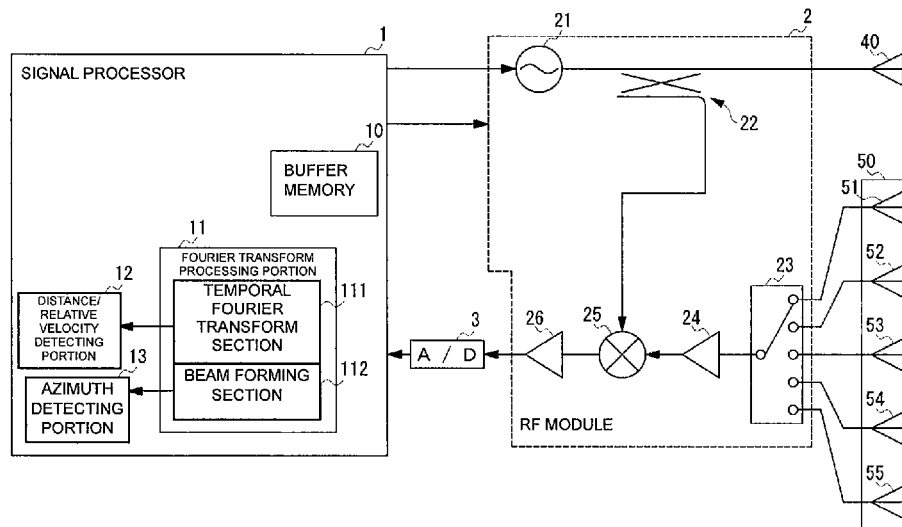 1
SIGNAL PROCESSOR
10
BUFFER
MEMORY
11
FOURIER TRANSFORM
PROCESSING PORTION
111
TEMPORAL
FOURIER
TRANSFORM
SECTION
112
BEAM FORMING
SECTION
12
DISTANCE/
RELATIVE
VELOCITY
DETECTING
PORTION
13
AZIMUTH
DETECTING
PORTION
3
A / D
2
21
22
26
25
24
23
RF MODULE
40
50
51
52
53
54
55